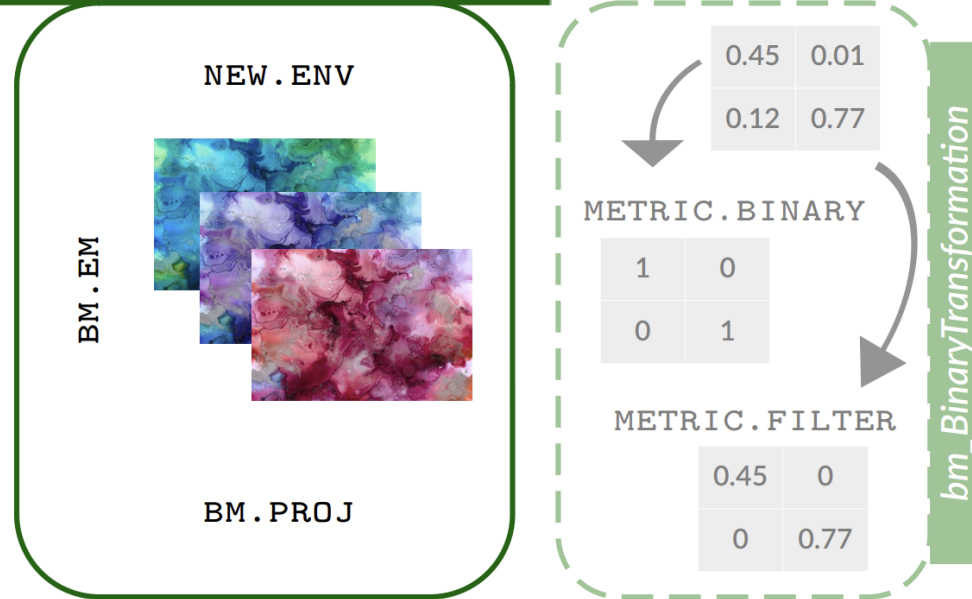 NEW.ENV
BM.EM
BM.PROJ
0.45 0.01
0.12 0.77
METRIC.BINARY
1 0
0 1
METRIC.FILTER
0.45 0
0 0.77
bm_BinaryTransformation